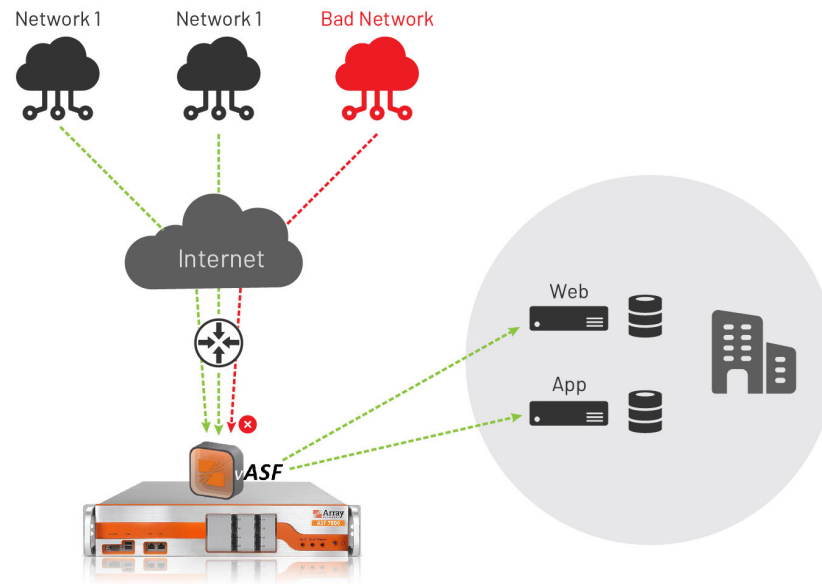 Network 1
Network 1
Bad Network
Internet
Web
App
vASF
Array
ASF 7800